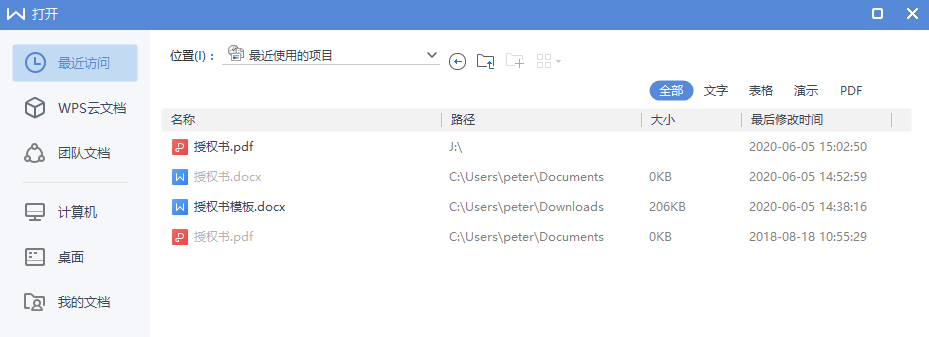 打开
最近访问
WPS云文档
团队文档
计算机
桌面
我的文档
位置(I)： 最近使用的项目
全部 文字 表格 演示 PDF
名称 路径 大小 最后修改时间
授权书.pdf J:\ 2020-06-05 15:02:50
授权书.docx C:\Users\peter\Documents 0KB 2020-06-05 14:52:59
授权书模板.docx C:\Users\peter\Downloads 206KB 2020-06-05 14:38:16
授权书.pdf C:\Users\peter\Documents 0KB 2018-08-18 10:55:29